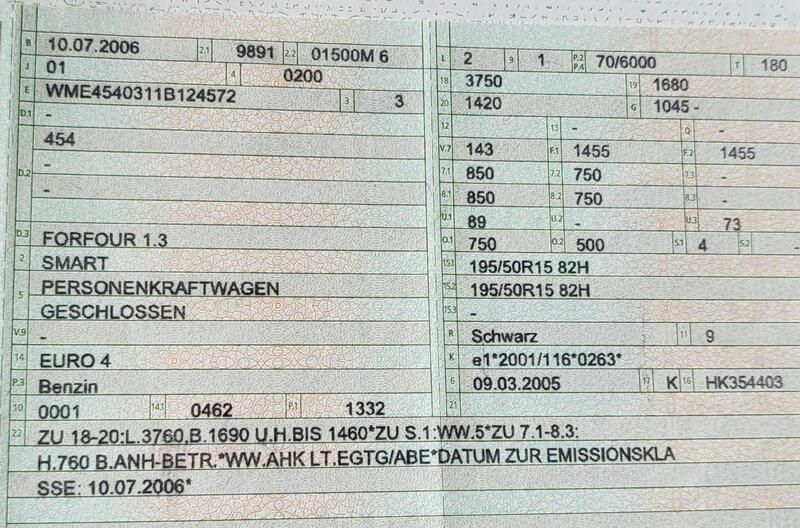 B 10.07.2006 2.1 9891 2.2 01500M 6
J 01 4 0200
E WME4540311B124572 3 3
D.1 -
454
D.2 -
-
D.3 FORFOUR 1.3
2 SMART
5 PERSONENKRAFTWAGEN
GESCHLOSSEN
V.9 -
14 EURO 4
P.3 Benzin
10 0001 14.1 0462 P.1 1332
L 2 9 1 P.2 P.4 70/6000 T 180
18 3750 19 1680
20 1420 G 1045 -
12 13 - Q -
V.7 143 F.1 1455 F.2 1455
7.1 850 7.2 750 7.3 -
8.1 850 8.2 750 8.3 -
U.1 89 U.2 - U.3 73
O.1 750 O.2 500 S.1 4 S.2 -
15.1 195/50R15 82H
15.2 195/50R15 82H
15.3 -
R Schwarz 11 9
K e1*2001/116*0263*
6 09.03.2005 17 K 16 HK354403
21
22 ZU 18-20:L.3760,B.1690 U.H.BIS 1460*ZU S.1:WW.5*ZU 7.1-8.3:
H.760 B.ANH-BETR.*WW.AHK LT.EGTG/ABE*DATUM ZUR EMISSIONSKLA
SSE: 10.07.2006*